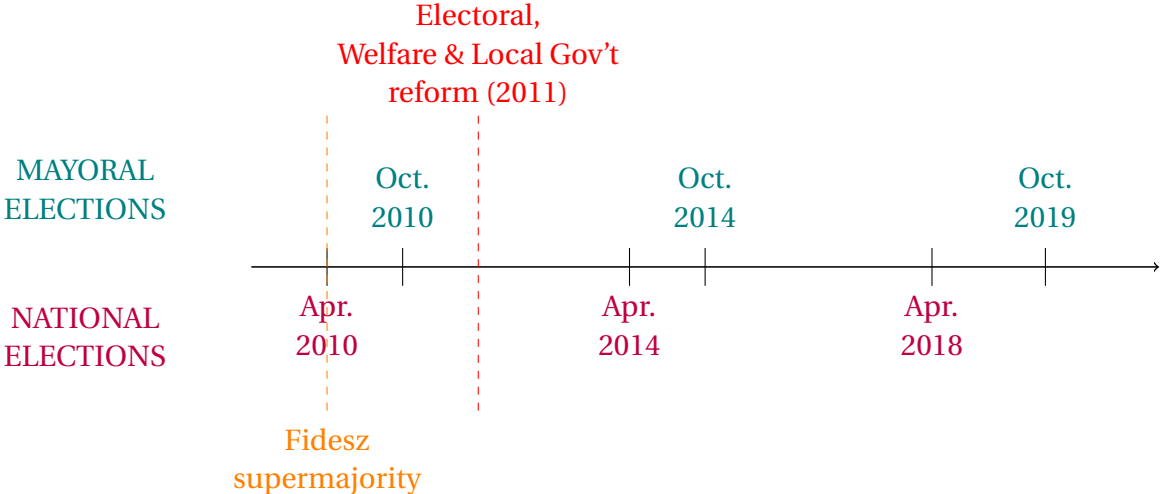 Electoral,
Welfare & Local Gov't
reform (2011)
MAYORAL
ELECTIONS
Oct.
2010
Oct.
2014
Oct.
2019
NATIONAL
ELECTIONS
Apr.
2010
Apr.
2014
Apr.
2018
Fidesz
supermajority